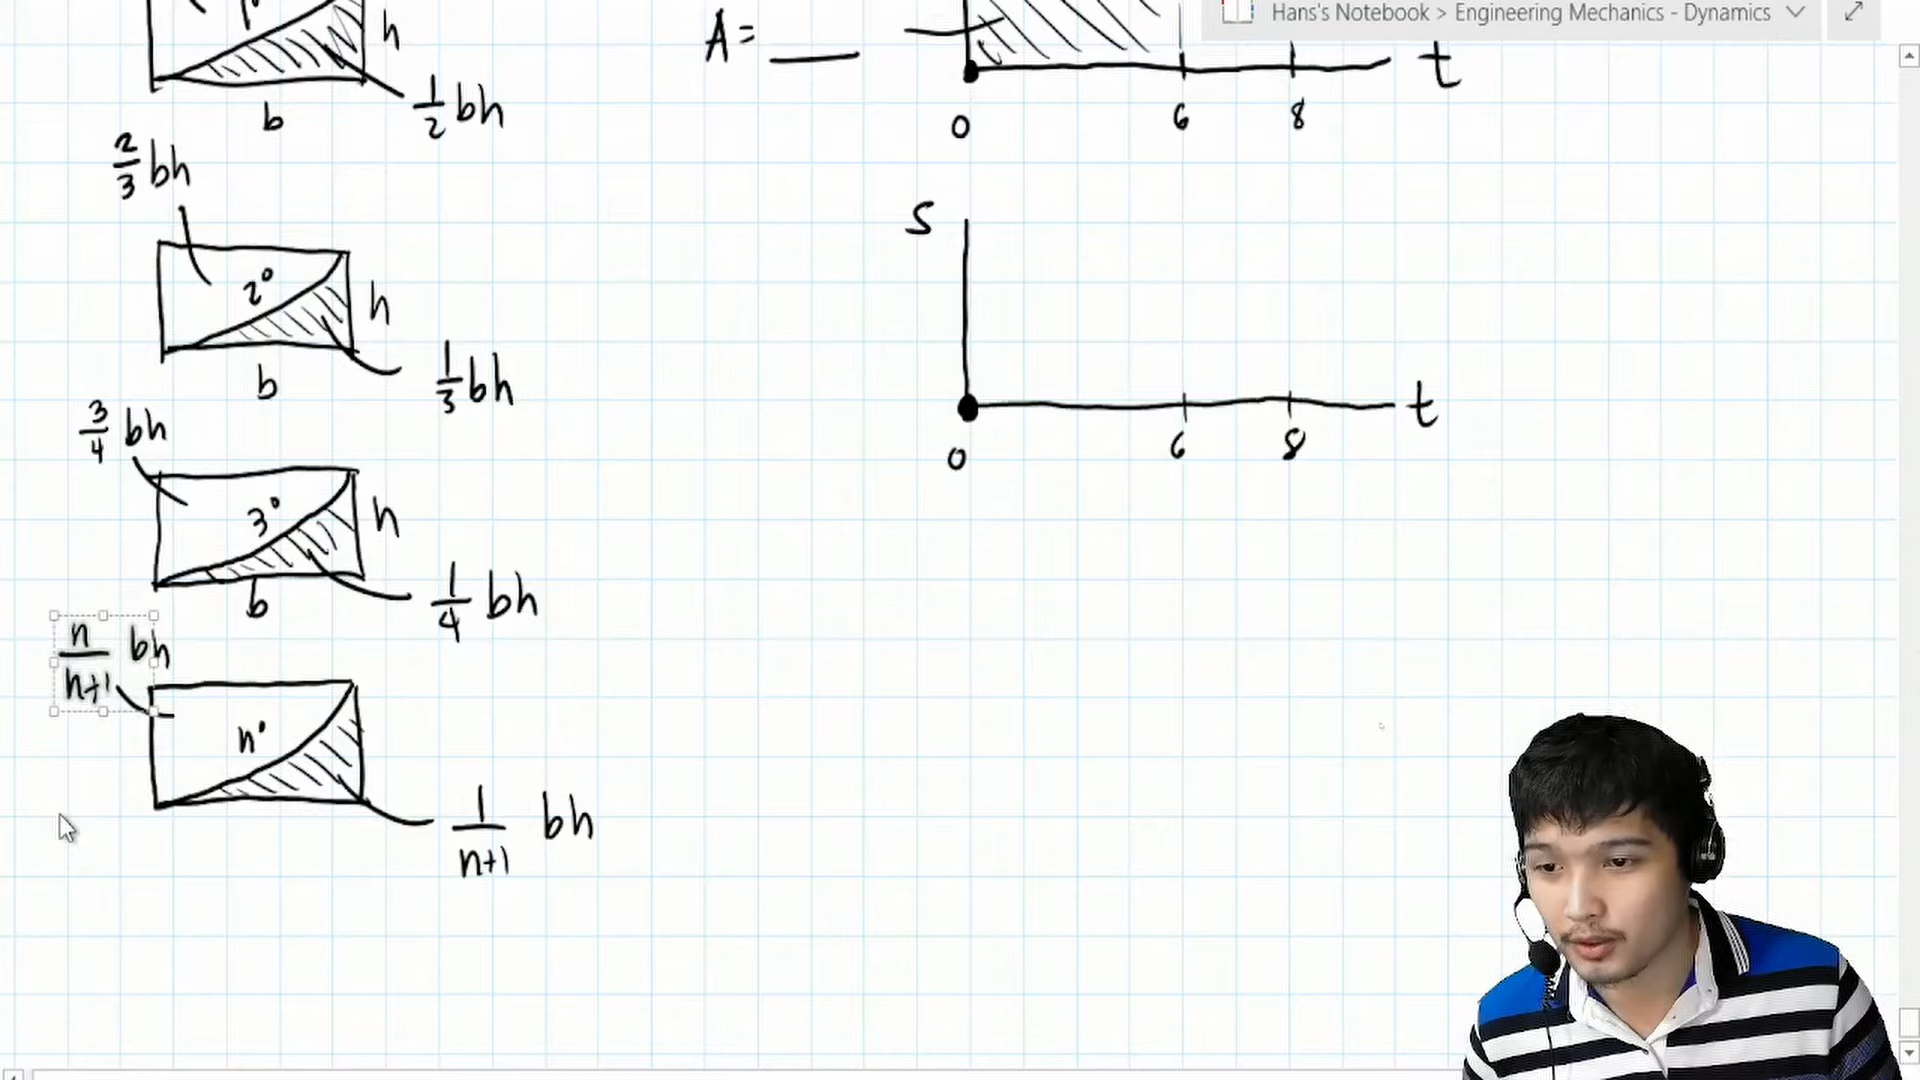 Hans's Notebook > Engineering Mechanics - Dynamics
h
b
1/2 bh
2/3 bh
2°
h
b
1/3 bh
3/4 bh
3°
h
b
1/4 bh
n/n+1 bh
n°
1/n+1 bh
A = __
t
0 6 8
S
t
0 6 8